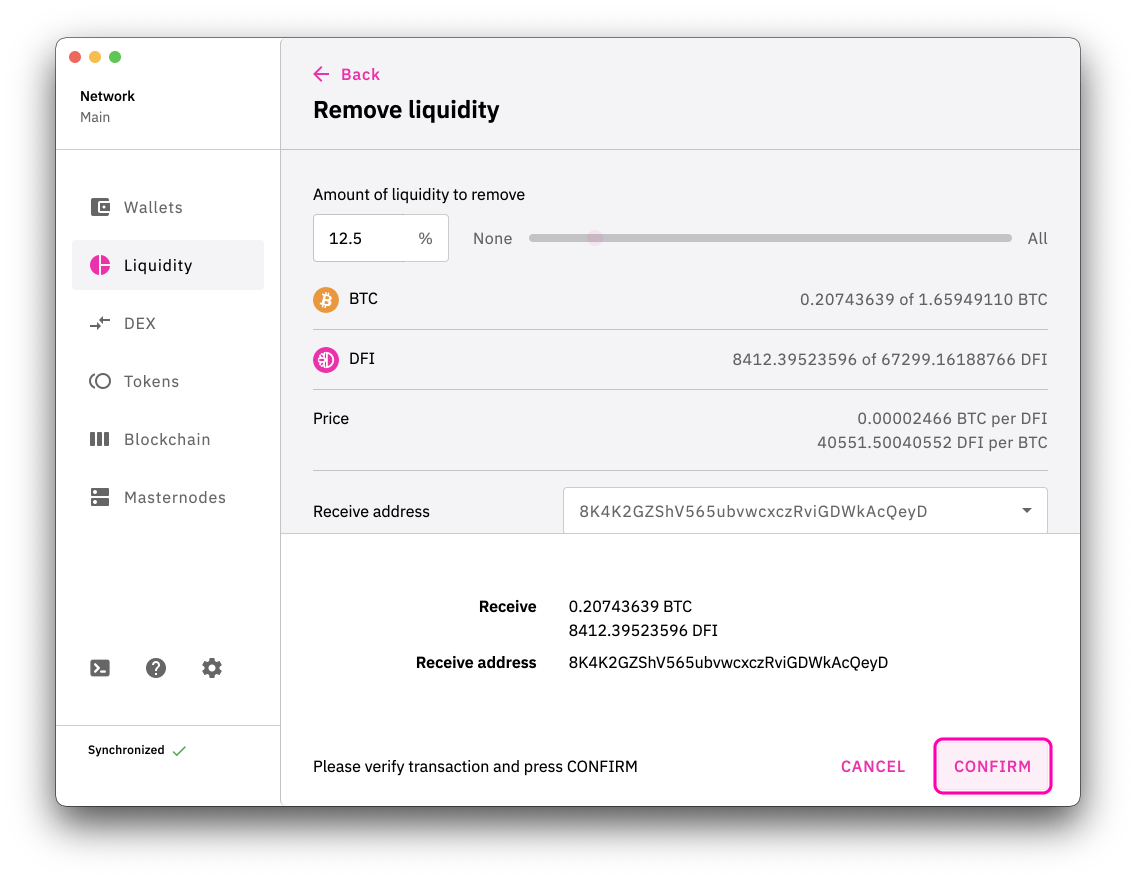 Network
Main
Wallets
Liquidity
DEX
Tokens
Blockchain
Masternodes
Synchronized
Back
Remove liquidity
Amount of liquidity to remove
12.5 %
None
All
BTC
0.20743639 of 1.65949110 BTC
DFI
8412.39523596 of 67299.16188766 DFI
Price
0.00002466 BTC per DFI
40551.50040552 DFI per BTC
Receive address
8K4K2GZShV565ubvwcxczRviGDWkAcQeyD
Receive
0.20743639 BTC
8412.39523596 DFI
Receive address
8K4K2GZShV565ubvwcxczRviGDWkAcQeyD
Please verify transaction and press CONFIRM
CANCEL
CONFIRM